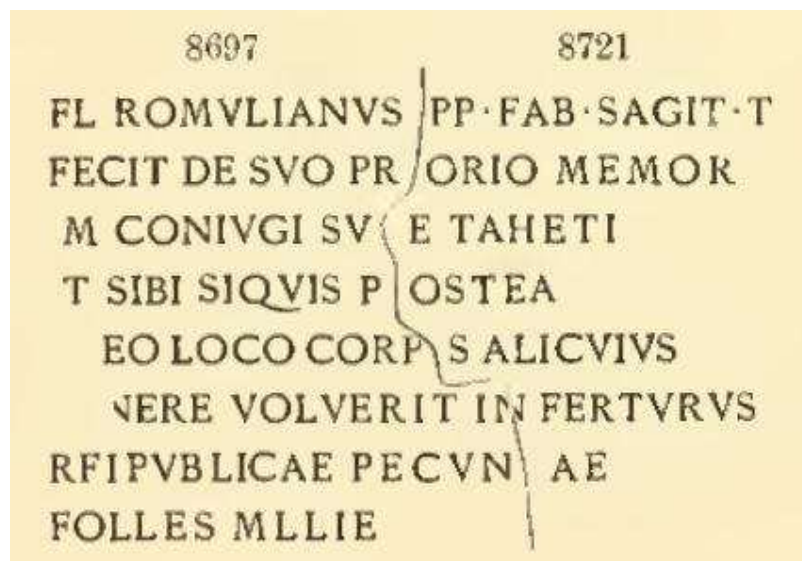 8697 8721
FL ROMVLIANVS PP·FAB·SAGIT·T
FECIT DE SVO PR ORIO MEMOR
M CONIVGI SV E TAHETI
T SIBI SIQVIS P OSTEA
EO LOCO CORP S ALICVIVS
NERE VOLVERIT IN FERTVRVS
RFIPVBLICAE PECVN AE
FOLLES MLLIE